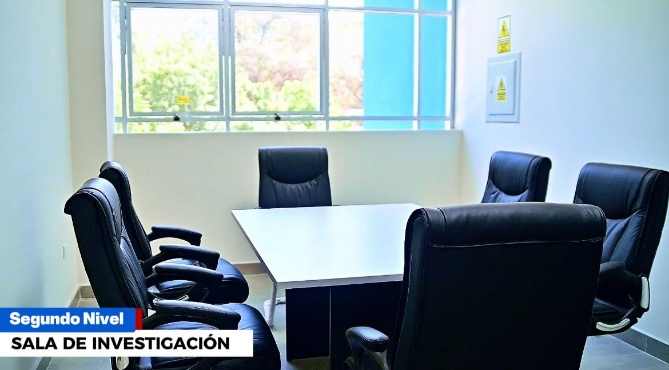 Segundo Nivel
SALA DE INVESTIGACIÓN